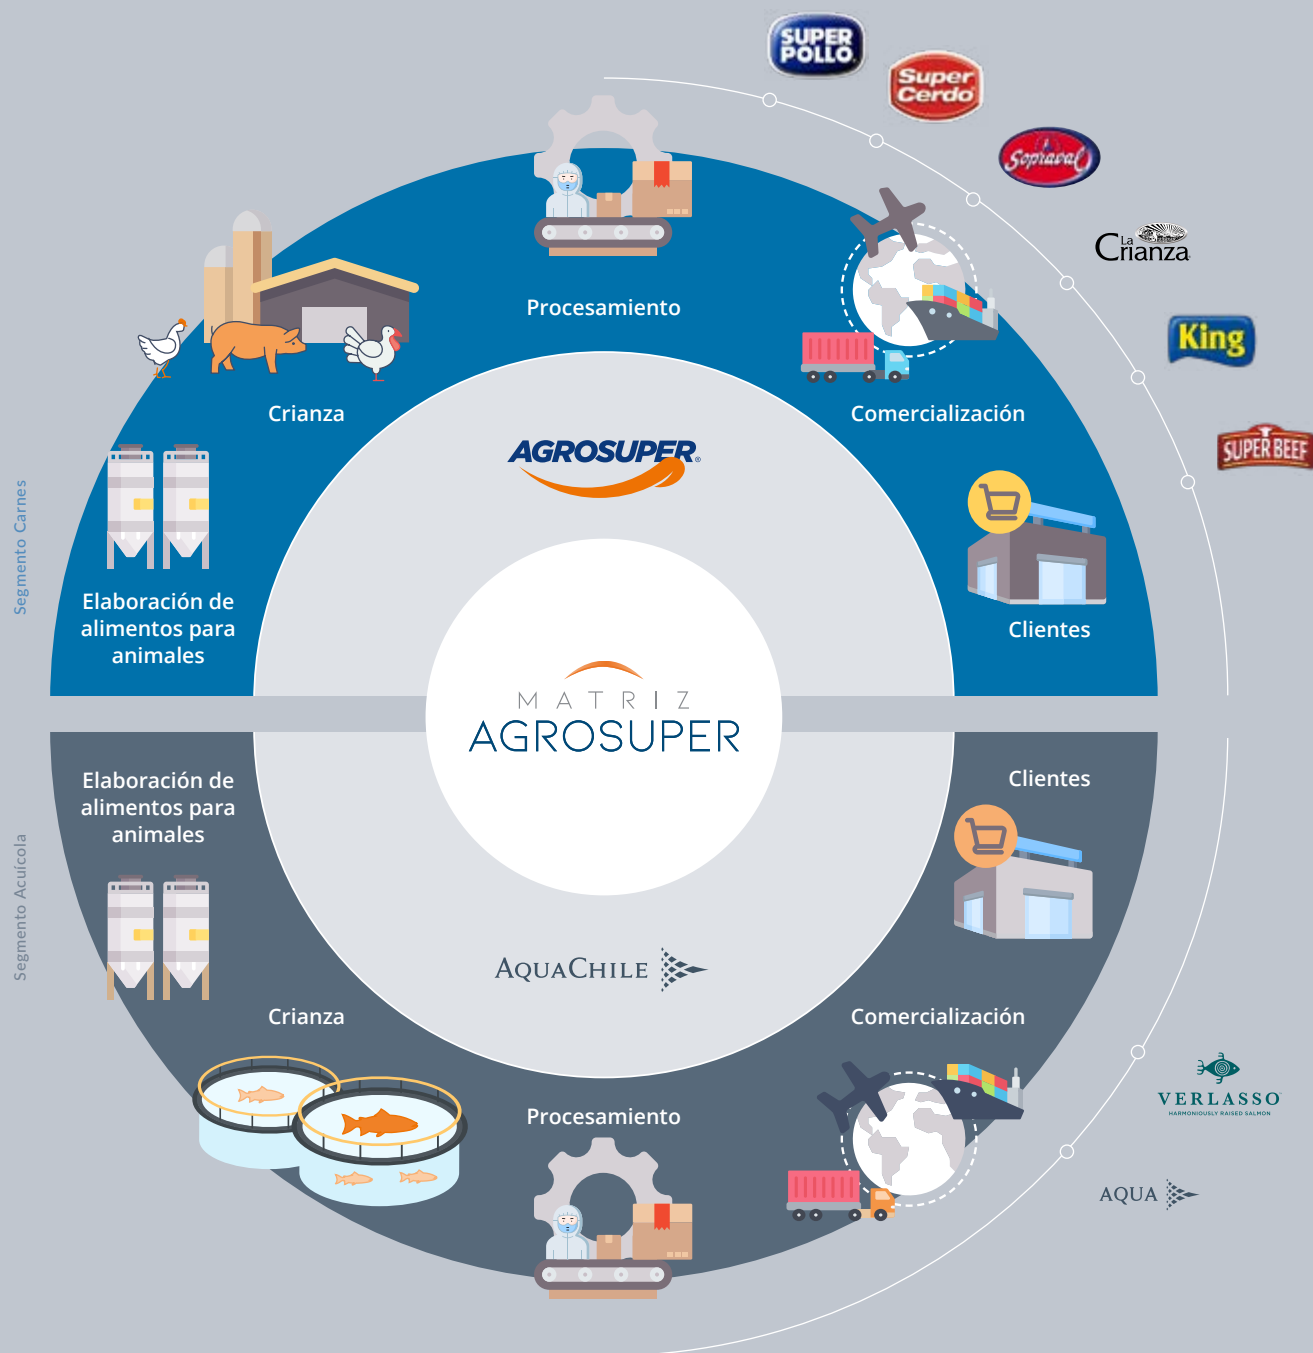 SUPER
POLLO
Super
Cerdo
Sopraval
La
Crianza
King
SUPER BEEF
Procesamiento
Crianza
Comercialización
AGROSUPER®
Segmento Carnes
Elaboración de
alimentos para
animales
Clientes
MATRIZ
AGROSUPER
Elaboración de
alimentos para
animales
Clientes
Segmento Acuícola
AQUACHILE
Crianza
Comercialización
Procesamiento
VERLASSO
HARMONIOUSLY RAISED SALMON
AQUA